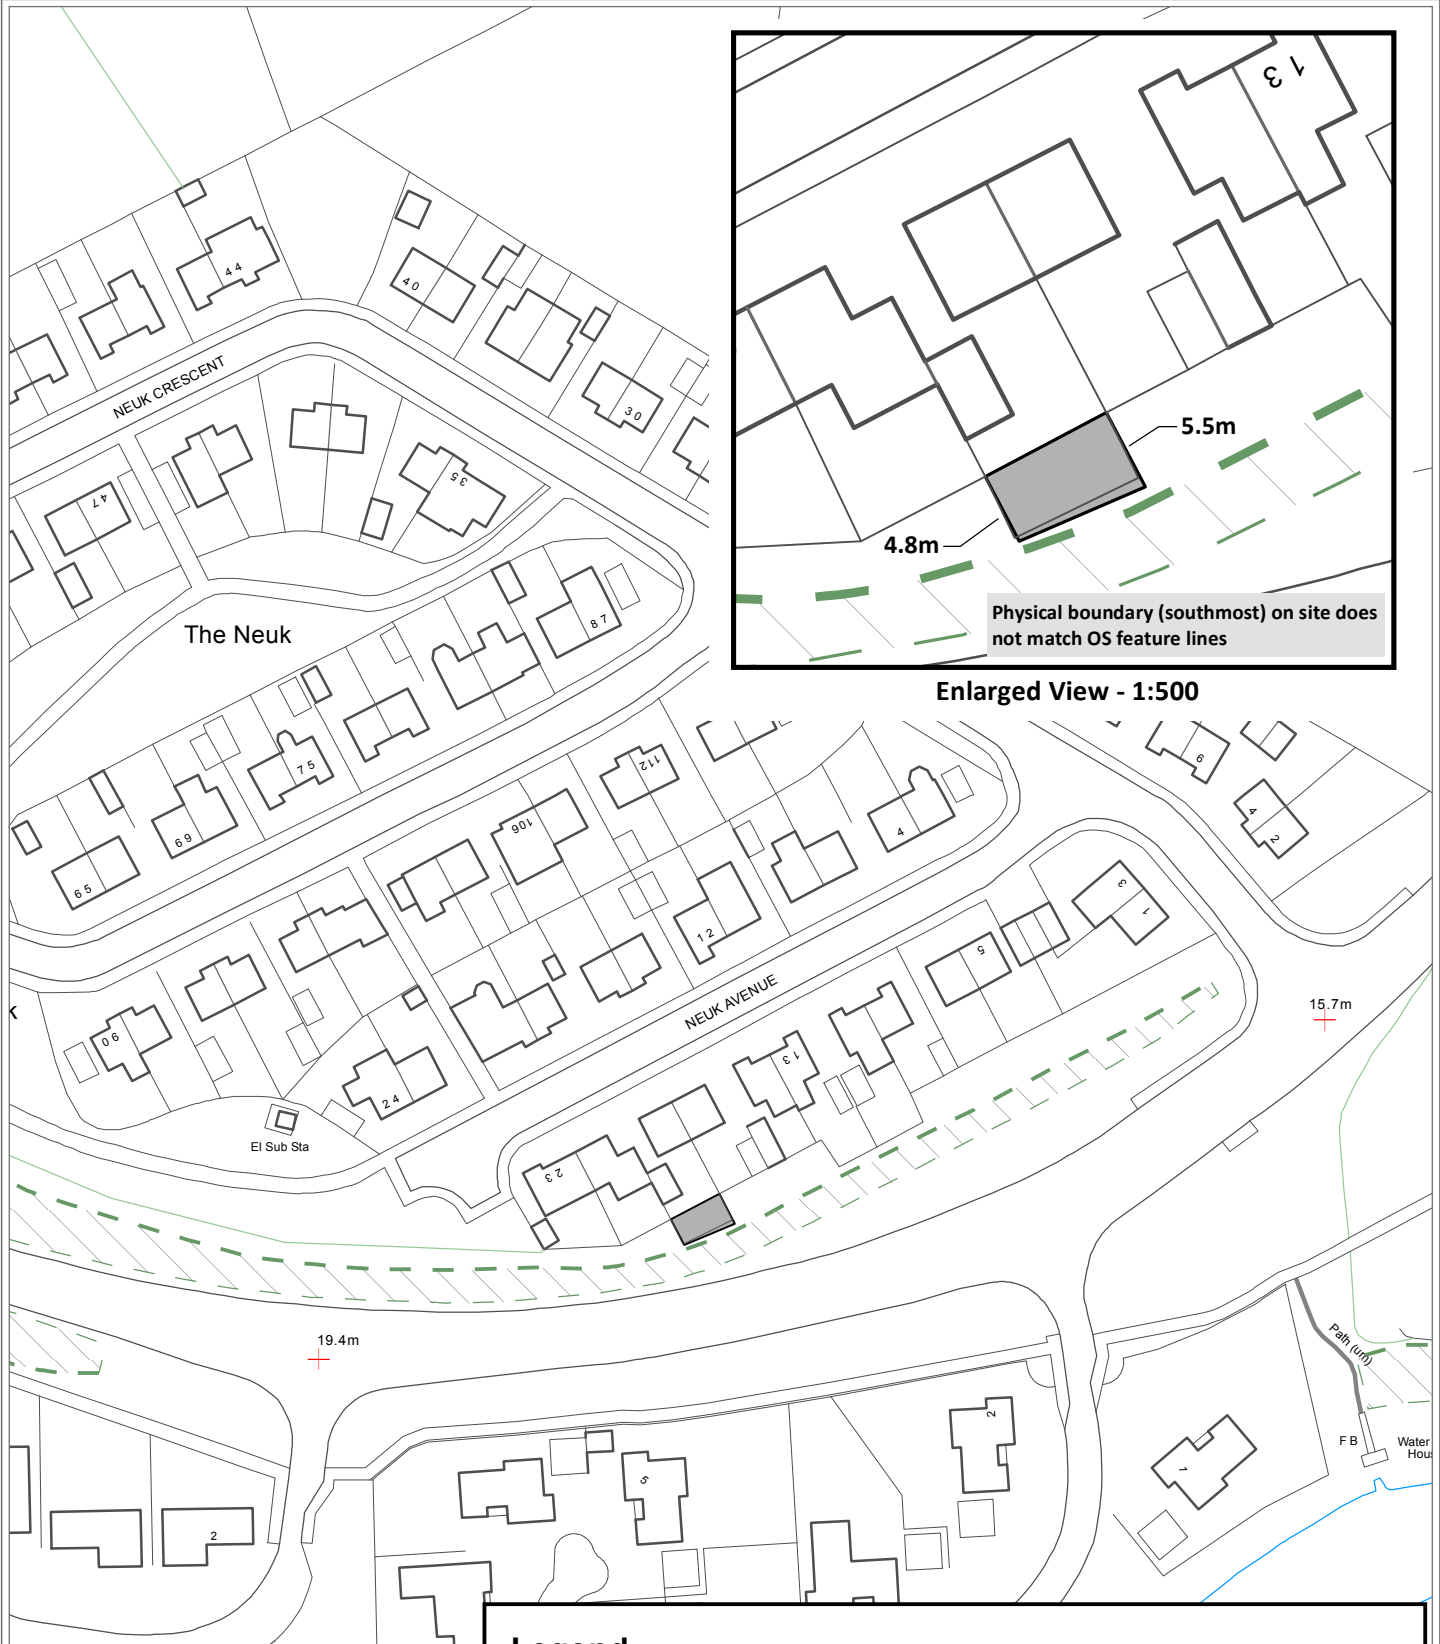 13
5.5m
4.8m
Physical boundary (southmost) on site does
not match OS feature lines
Enlarged View - 1:500
44
40
NEUK CRESCENT
30
47
35
The Neuk
87
75
69
65
112
106
6
4
2
4
3
1
12
5
NEUK AVENUE
15.7m
90
13
24
El Sub Sta
23
19.4m
Path (um)
2
5
1
FB
Water
2